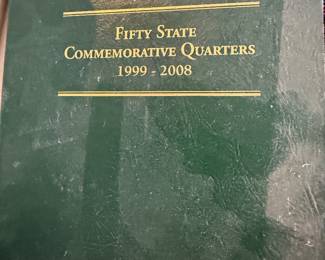 Fifty State
Commemorative Quarters
1999 - 2008